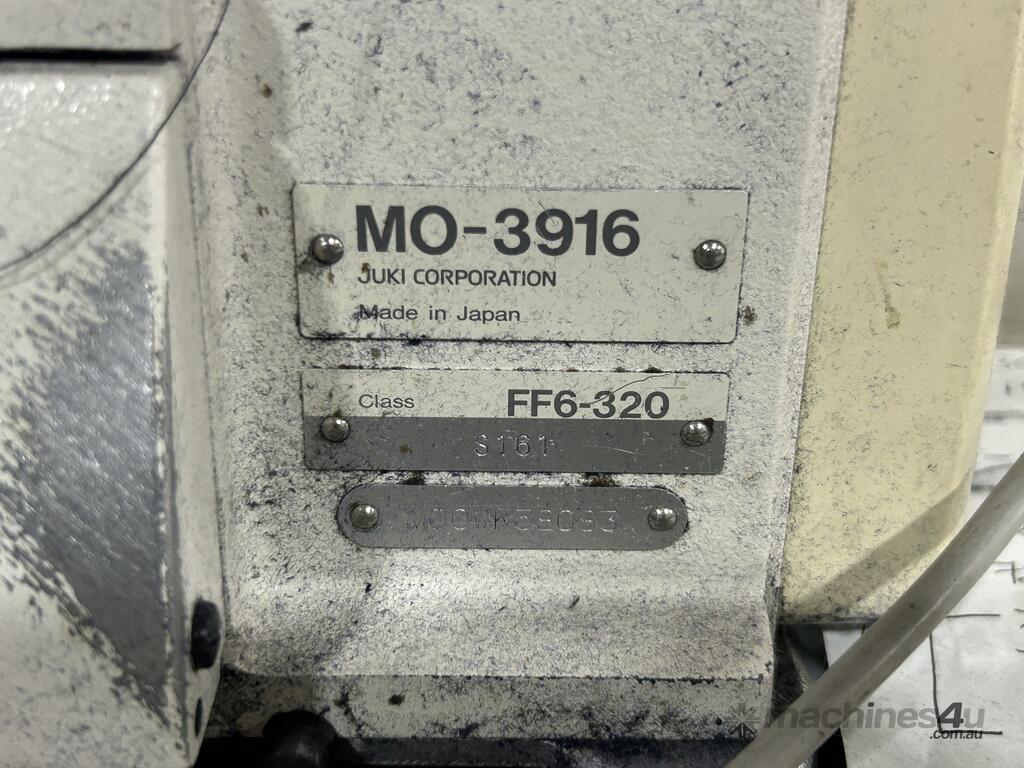 MO-3916
JUKI CORPORATION
Made in Japan
Class FF6-320
S161
machines4u
.com.au